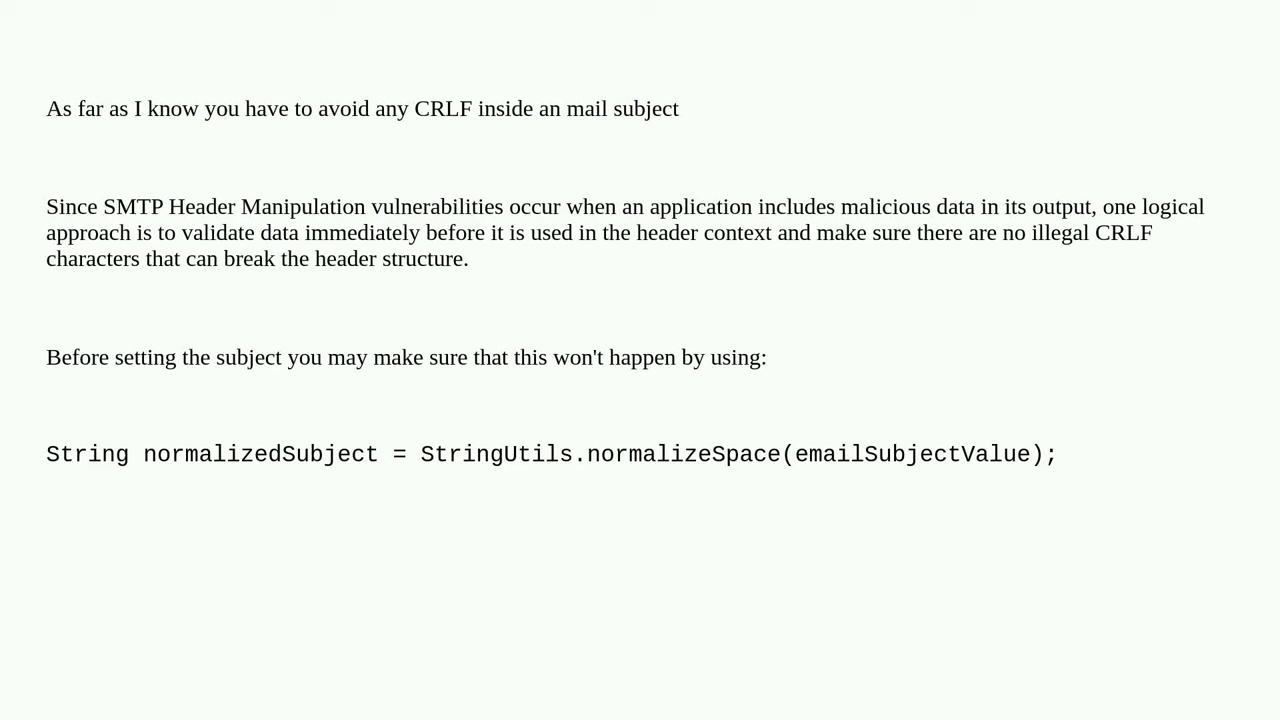 As far as I know you have to avoid any CRLF inside an mail subject
Since SMTP Header Manipulation vulnerabilities occur when an application includes malicious data in its output, one logical
approach is to validate data immediately before it is used in the header context and make sure there are no illegal CRLF
characters that can break the header structure.
Before setting the subject you may make sure that this won't happen by using:
String normalizedSubject = StringUtils.normalizeSpace(emailSubjectValue);